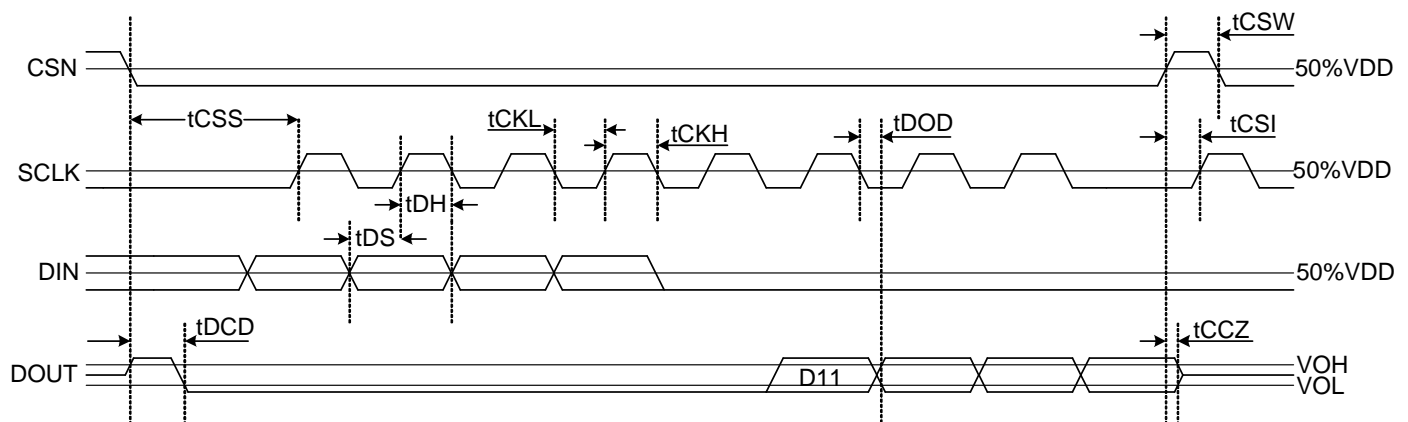 tCSW
CSN
50%VDD
tCSS
tCKL
tCKH
tDOD
tCSI
SCLK
50%VDD
tDH
tDS
DIN
50%VDD
tDCD
tCCZ
DOUT
D11
VOH
VOL